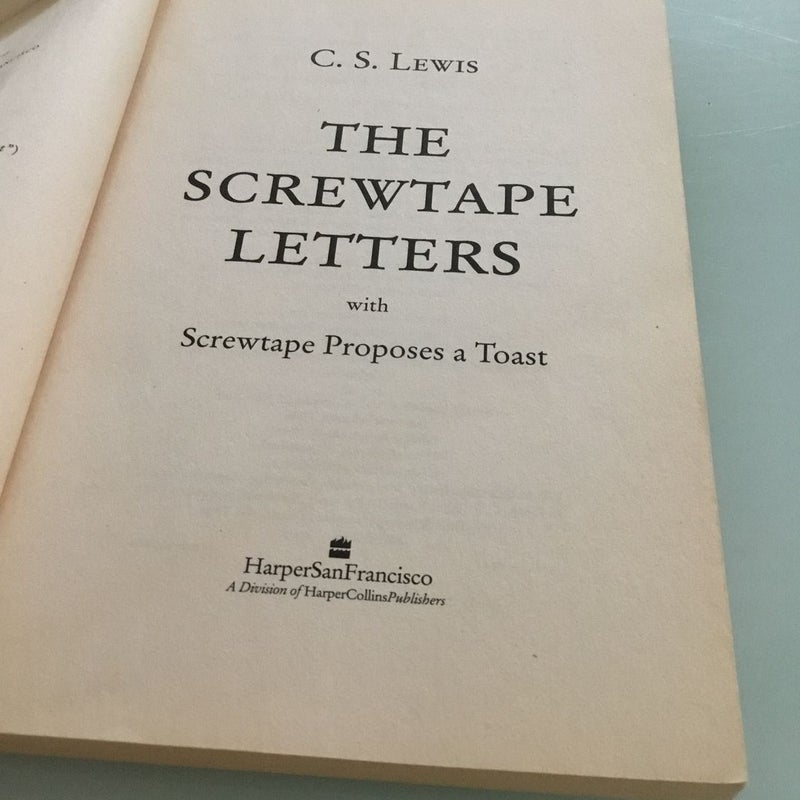 C. S. LEWIS
THE
SCREWTAPE
LETTERS
with
Screwtape Proposes a Toast
HarperSanFrancisco
A Division of HarperCollinsPublishers